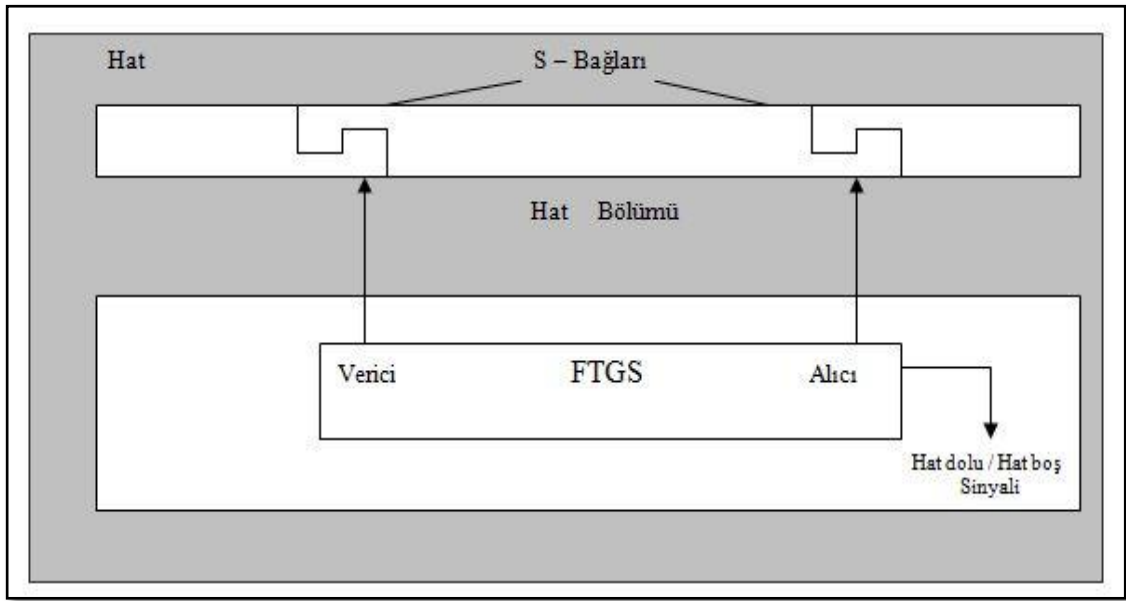 Hat
S – Bağları
Hat Bölümü
Verici
FTGS
Alıcı
Hat dolu / Hat boş
Sinyali